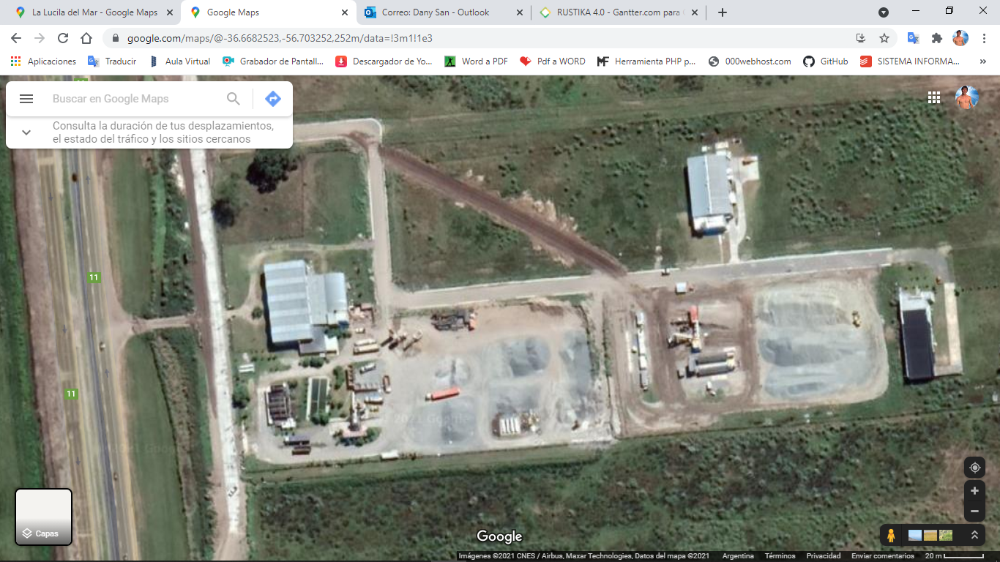 La Lucila del Mar - Google Maps
Google Maps
Correo: Dany San - Outlook
RUSTIKA 4.0 - Gantter.com para
google.com/maps/@-36.6682523,-56.703252,252m/data=!3m1!1e3
Aplicaciones
Traducir
Aula Virtual
Grabador de Pantall...
Descargador de Yo...
Word a PDF
Pdf a WORD
Herramienta PHP p...
000webhost.com
GitHub
SISTEMA INFORMA...
Buscar en Google Maps
Consulta la duración de tus desplazamientos,
el estado del tráfico y los sitios cercanos
11
11
Capas
Google
Imágenes ©2021 CNES / Airbus, Maxar Technologies, Datos del mapa ©2021
Argentina
Términos
Privacidad
Enviar comentarios
20 m